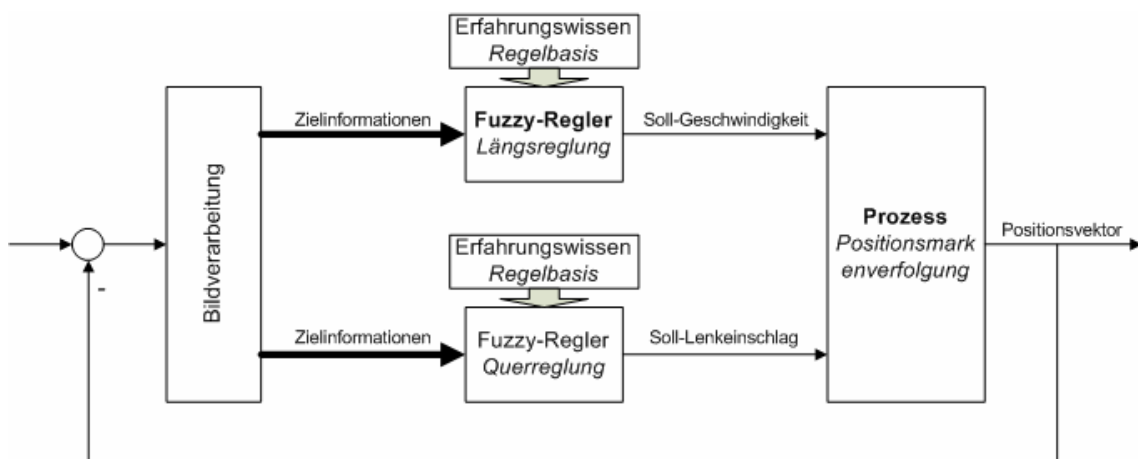 Erfahrungswissen
Regelbasis
Zielinformationen
Fuzzy-Regler
Längsreglung
Soll-Geschwindigkeit
Bildverarbeitung
-
Erfahrungswissen
Regelbasis
Prozess
Positionsmark
enverfolgung
Positionsvektor
Zielinformationen
Fuzzy-Regler
Querreglung
Soll-Lenkeinschlag